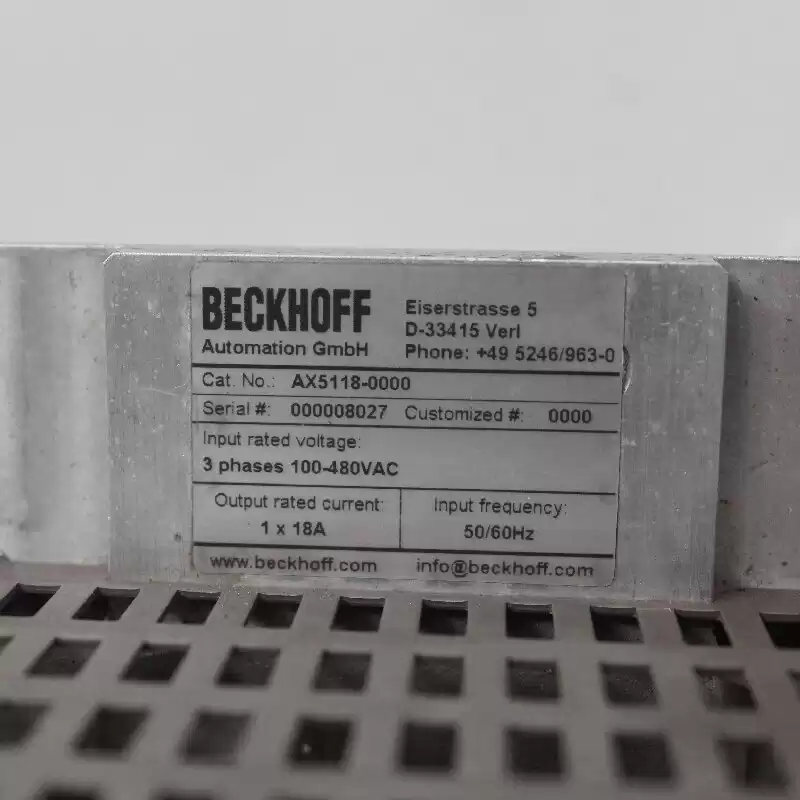 BECKHOFF
Automation GmbH
Eiserstrasse 5
D-33415 Verl
Phone: +49 5246/963-0
Cat. No.: AX5118-0000
Serial #: 000008027 Customized #: 0000
Input rated voltage:
3 phases 100-480VAC
Output rated current:
1 x 18A
Input frequency:
50/60Hz
www.beckhoff.com info@beckhoff.com